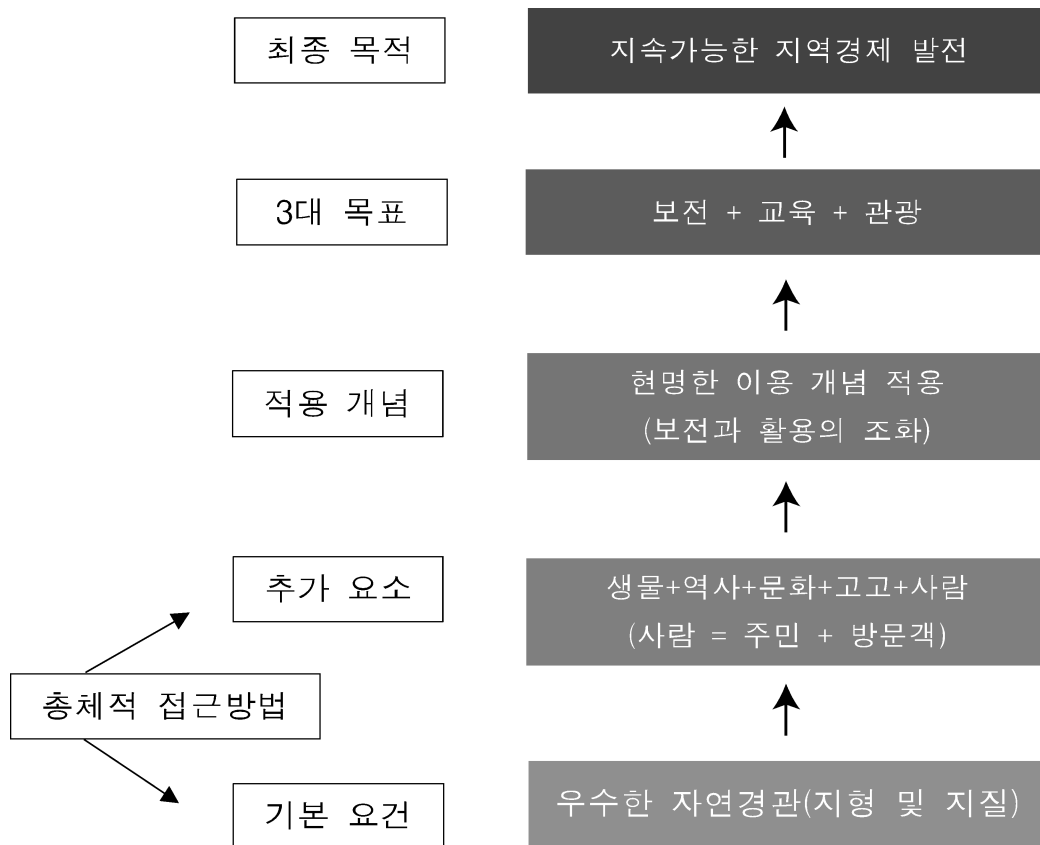 최종 목적
지속가능한 지역경제 발전
3대 목표
보전 + 교육 + 관광
적용 개념
현명한 이용 개념 적용
(보전과 활용의 조화)
추가 요소
생물+역사+문화+고고+사람
(사람 = 주민 + 방문객)
총체적 접근방법
기본 요건
우수한 자연경관(지형 및 지질)